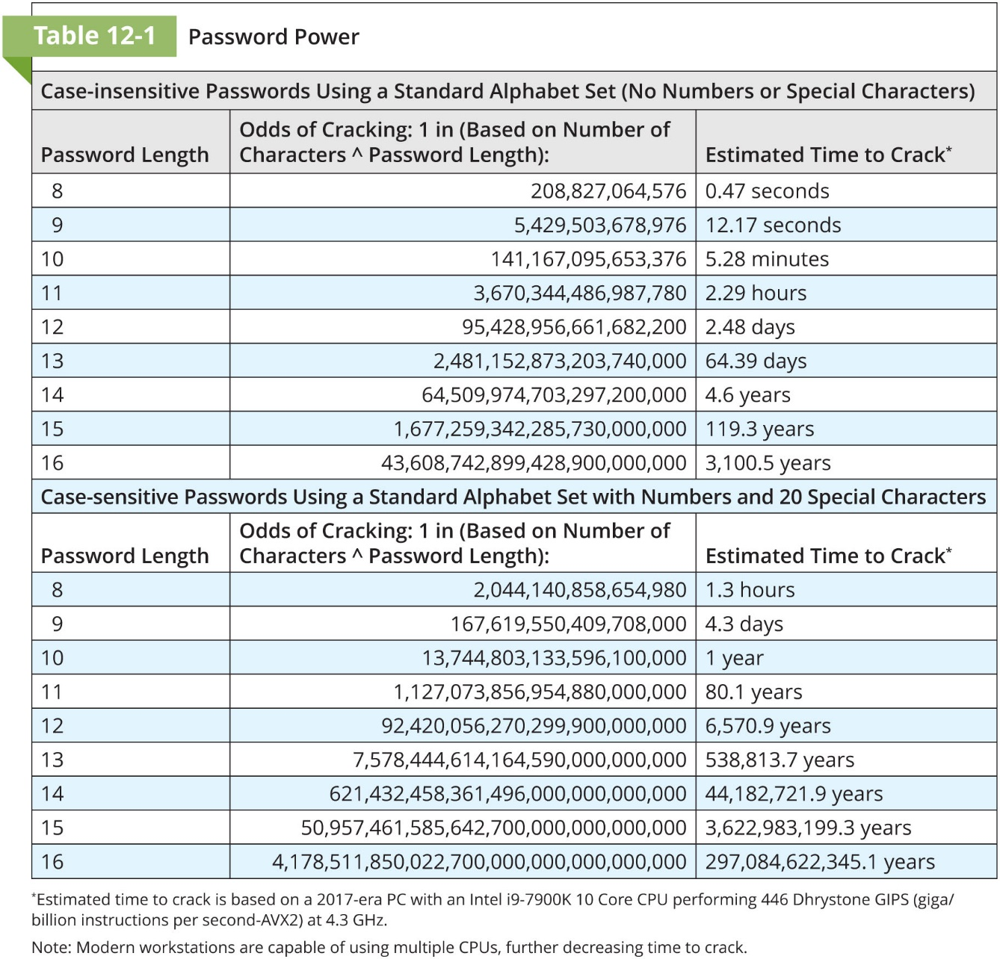 Table 12-1 Password Power
Case-insensitive Passwords Using a Standard Alphabet Set (No Numbers or Special Characters)
Password Length Odds of Cracking: 1 in (Based on Number of Characters ^ Password Length): Estimated Time to Crack*
8 208,827,064,576 0.47 seconds
9 5,429,503,678,976 12.17 seconds
10 141,167,095,653,376 5.28 minutes
11 3,670,344,486,987,780 2.29 hours
12 95,428,956,661,682,200 2.48 days
13 2,481,152,873,203,740,000 64.39 days
14 64,509,974,703,297,200,000 4.6 years
15 1,677,259,342,285,730,000,000 119.3 years
16 43,608,742,899,428,900,000,000 3,100.5 years
Case-sensitive Passwords Using a Standard Alphabet Set with Numbers and 20 Special Characters
Password Length Odds of Cracking: 1 in (Based on Number of Characters ^ Password Length): Estimated Time to Crack*
8 2,044,140,858,654,980 1.3 hours
9 167,619,550,409,708,000 4.3 days
10 13,744,803,133,596,100,000 1 year
11 1,127,073,856,954,880,000,000 80.1 years
12 92,420,056,270,299,900,000,000 6,570.9 years
13 7,578,444,614,164,590,000,000,000 538,813.7 years
14 621,432,458,361,496,000,000,000,000 44,182,721.9 years
15 50,957,461,585,642,700,000,000,000,000 3,622,983,199.3 years
16 4,178,511,850,022,700,000,000,000,000,000 297,084,622,345.1 years
*Estimated time to crack is based on a 2017-era PC with an Intel i9-7900K 10 Core CPU performing 446 Dhrystone GIPS (giga/
billion instructions per second-AVX2) at 4.3 GHz.
Note: Modern workstations are capable of using multiple CPUs, further decreasing time to crack.